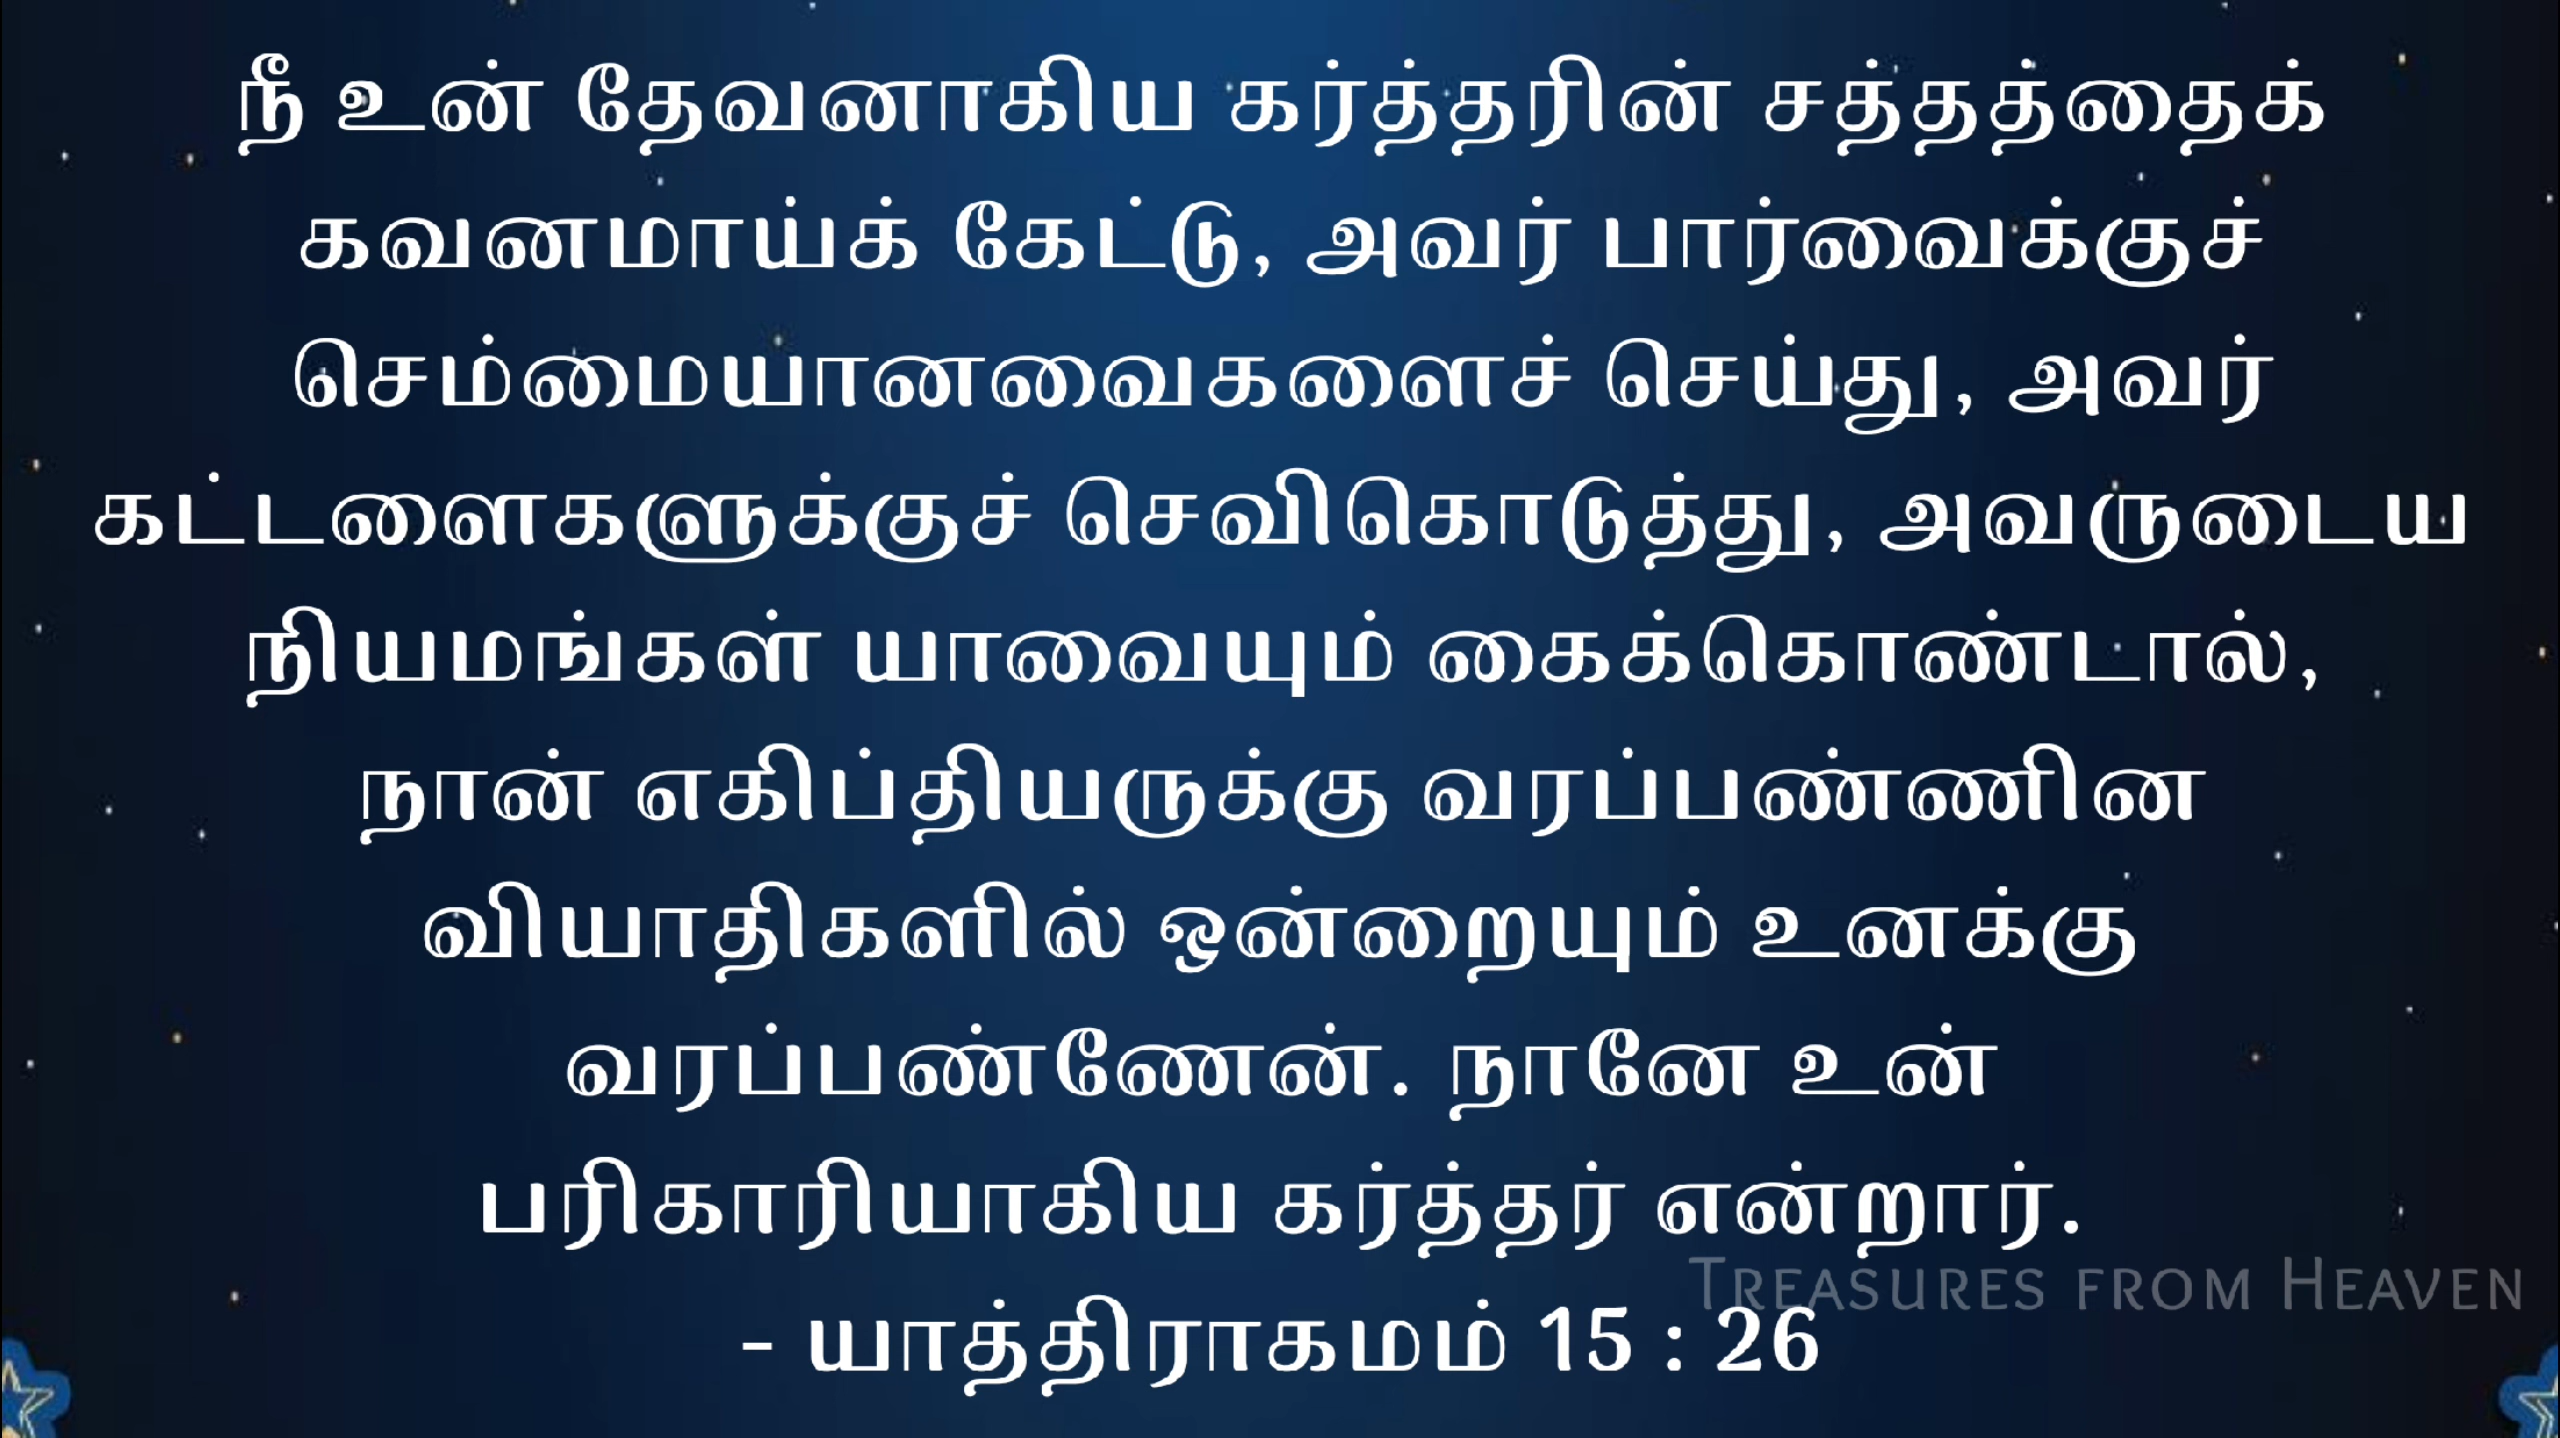 நீ உன் தேவனாகிய கர்த்தரின் சத்தத்தைக்
கவனமாய்க் கேட்டு, அவர் பார்வைக்குச்
செம்மையானவைகளைச் செய்து, அவர்
கட்டளைகளுக்குச் செவிகொடுத்து, அவருடைய
நியமங்கள் யாவையும் கைக்கொண்டால்,
நான் எகிப்தியருக்கு வரப்பண்ணின
வியாதிகளில் ஒன்றையும் உனக்கு
வரப்பண்ணேன். நானே உன்
பரிகாரியாகிய கர்த்தர் என்றார்.
TREASURES FROM HEAVEN
- யாத்திராகமம் 15 : 26